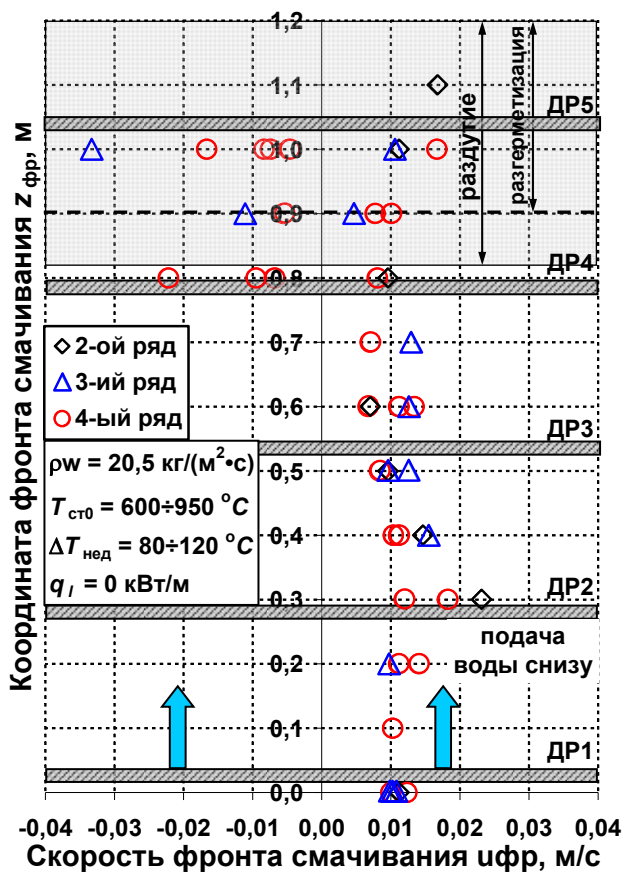 Координата фронта смачивания zфр, м
1,2
1,1
1,0
0,9
0,8
0,7
0,6
0,5
0,4
0,3
0,2
0,1
0,0
раздутие
разгерметизация
ДР5
ДР4
ДР3
ДР2
ДР1
2-ой ряд
3-ий ряд
4-ый ряд
ρw = 20,5 кг/(м²•с)
Tст0 = 600÷950 °C
ΔTнед = 80÷120 °C
ql = 0 кВт/м
подача
воды снизу
-0,04 -0,03 -0,02 -0,01 0,00 0,01 0,02 0,03 0,04
Скорость фронта смачивания uфр, м/с